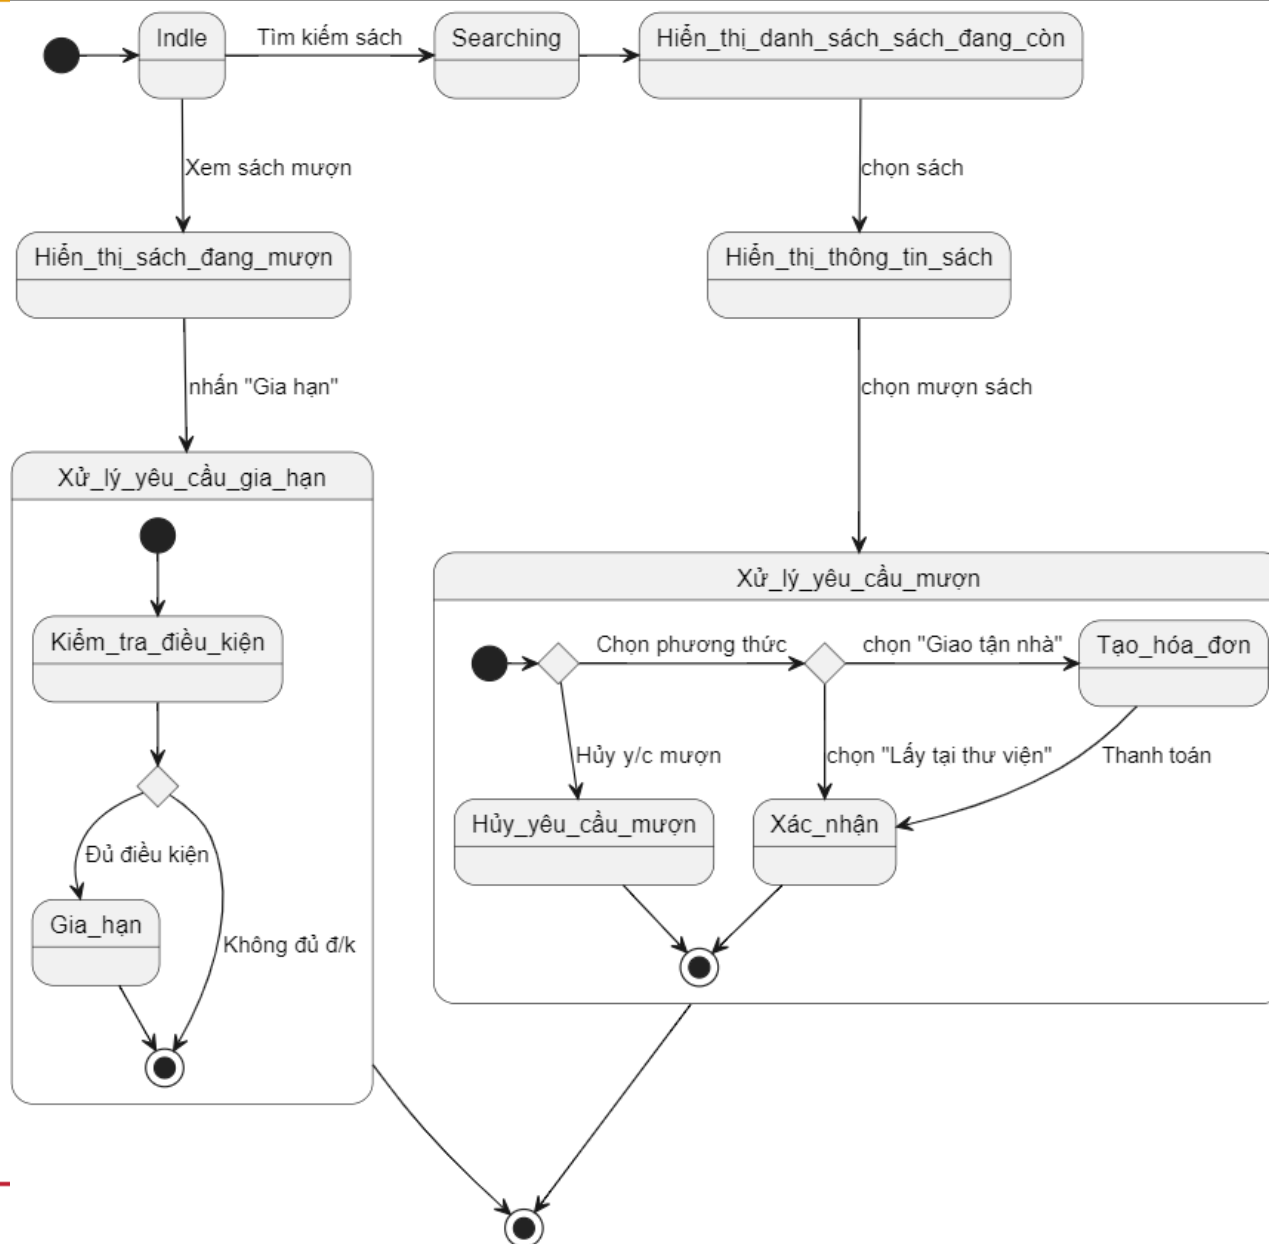 Indle
Tìm kiếm sách
Searching
Hiển_thị_danh_sách_sách_đang_còn
Xem sách mượn
chọn sách
Hiển_thị_sách_đang_mượn
Hiển_thị_thông_tin_sách
nhấn "Gia hạn"
chọn mượn sách
Xử_lý_yêu_cầu_gia_hạn
Kiểm_tra_điều_kiện
Đủ điều kiện
Gia_hạn
Không đủ đ/k
Xử_lý_yêu_cầu_mượn
Chọn phương thức
chọn "Giao tận nhà"
Tạo_hóa_đơn
Hủy y/c mượn
chọn "Lấy tại thư viện"
Thanh toán
Hủy_yêu_cầu_mượn
Xác_nhận